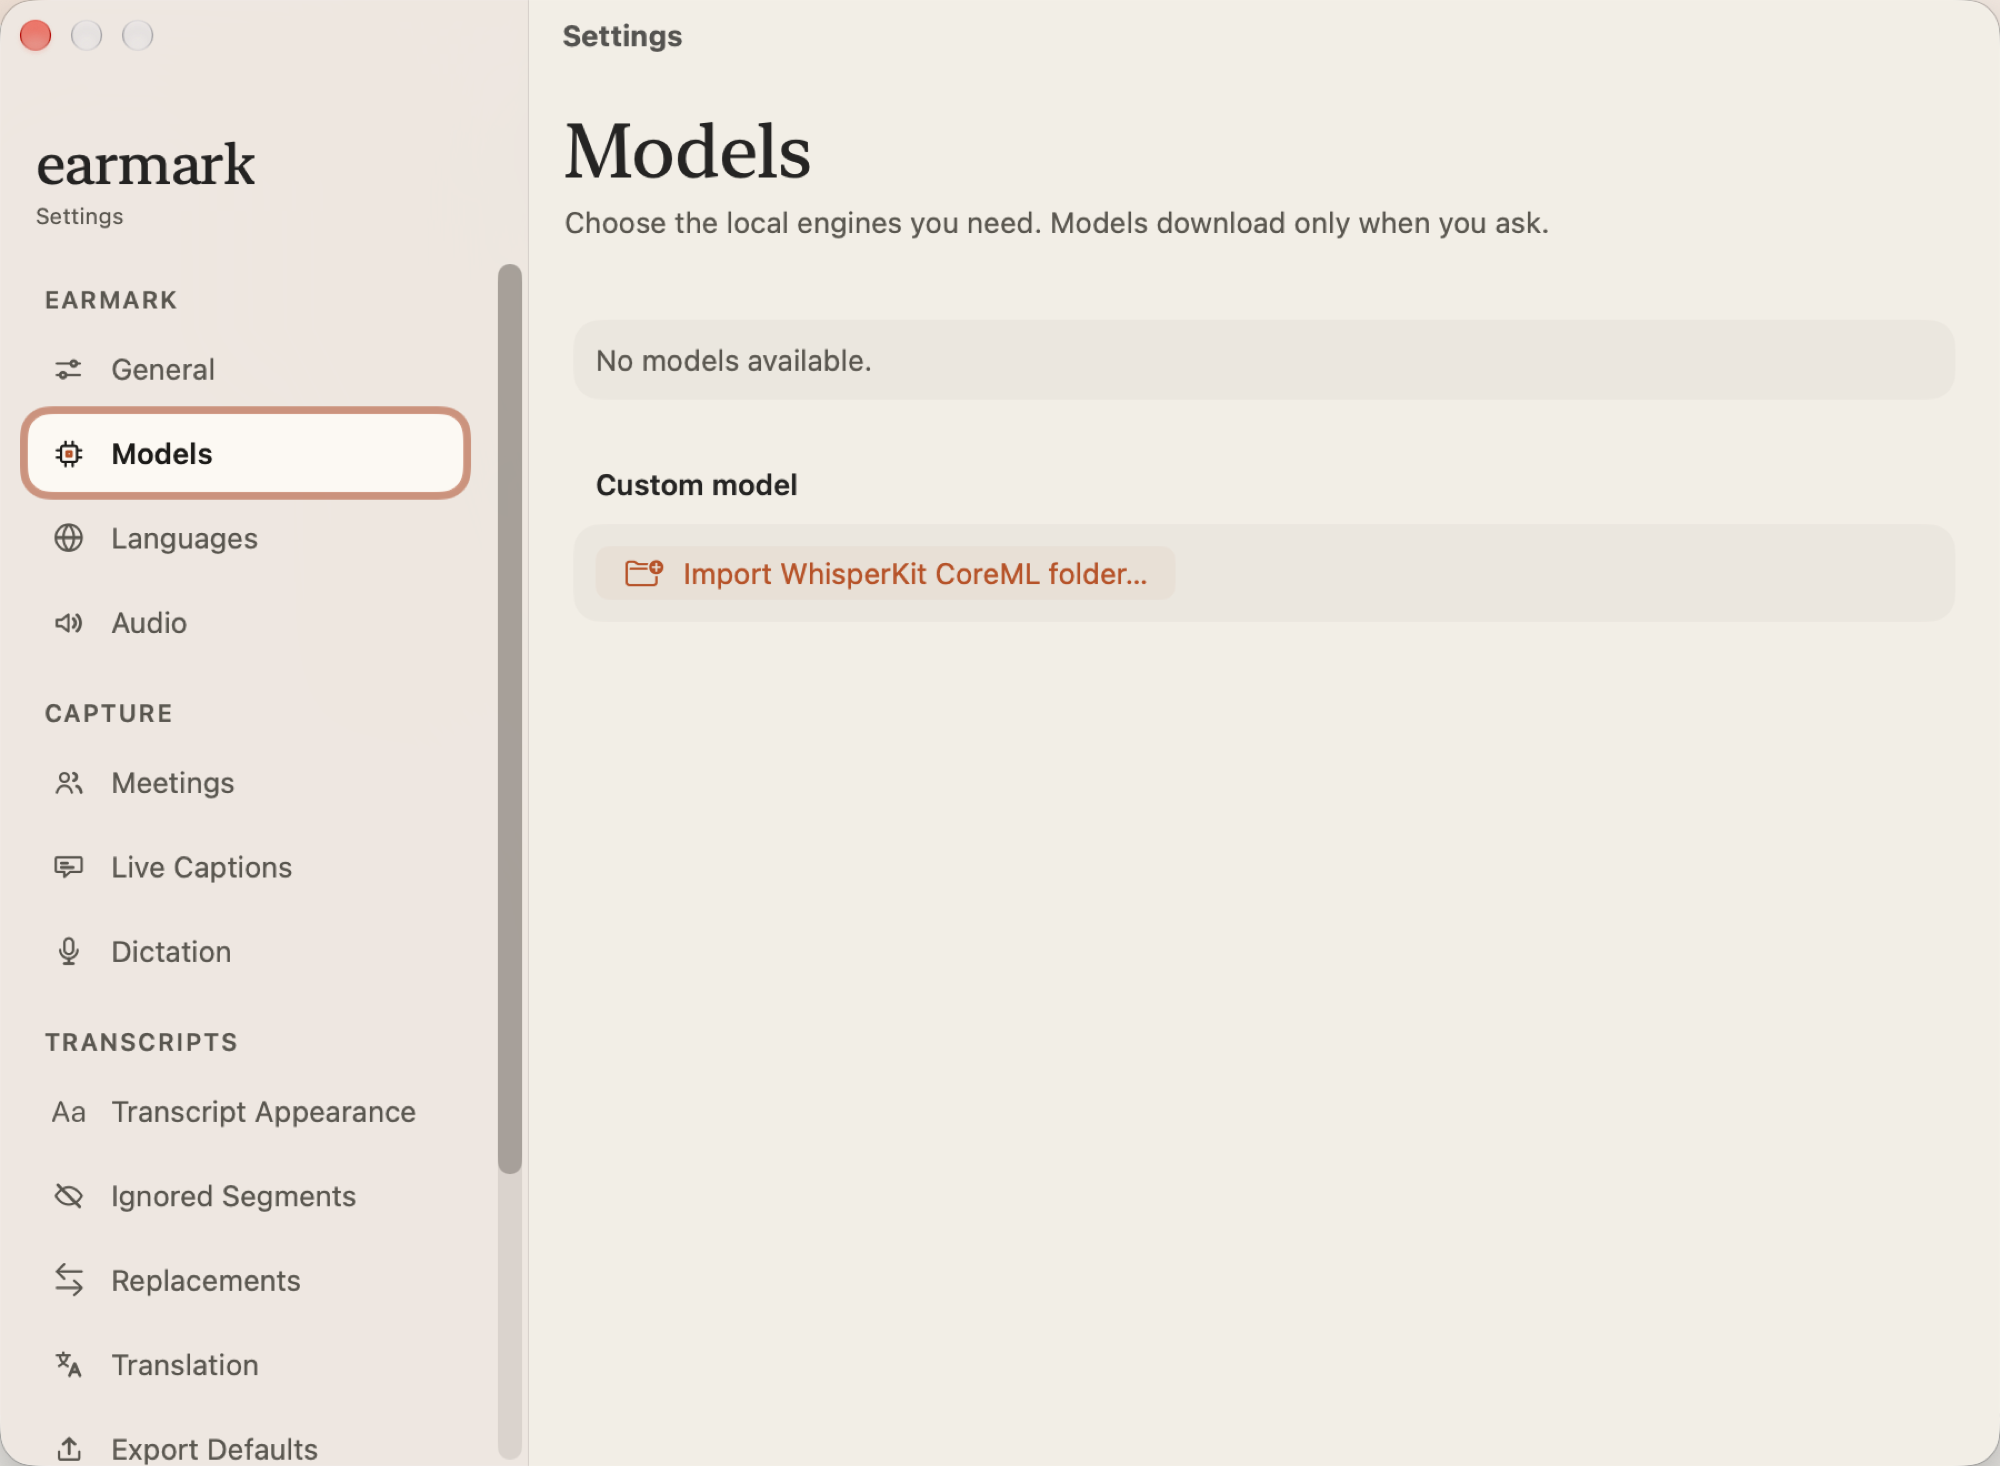 Settings
earmark
Settings
EARMARK
General
Models
Languages
Audio
CAPTURE
Meetings
Live Captions
Dictation
TRANSCRIPTS
Aa Transcript Appearance
Ignored Segments
Replacements
Translation
Export Defaults
Models
Choose the local engines you need. Models download only when you ask.
No models available.
Custom model
Import WhisperKit CoreML folder...